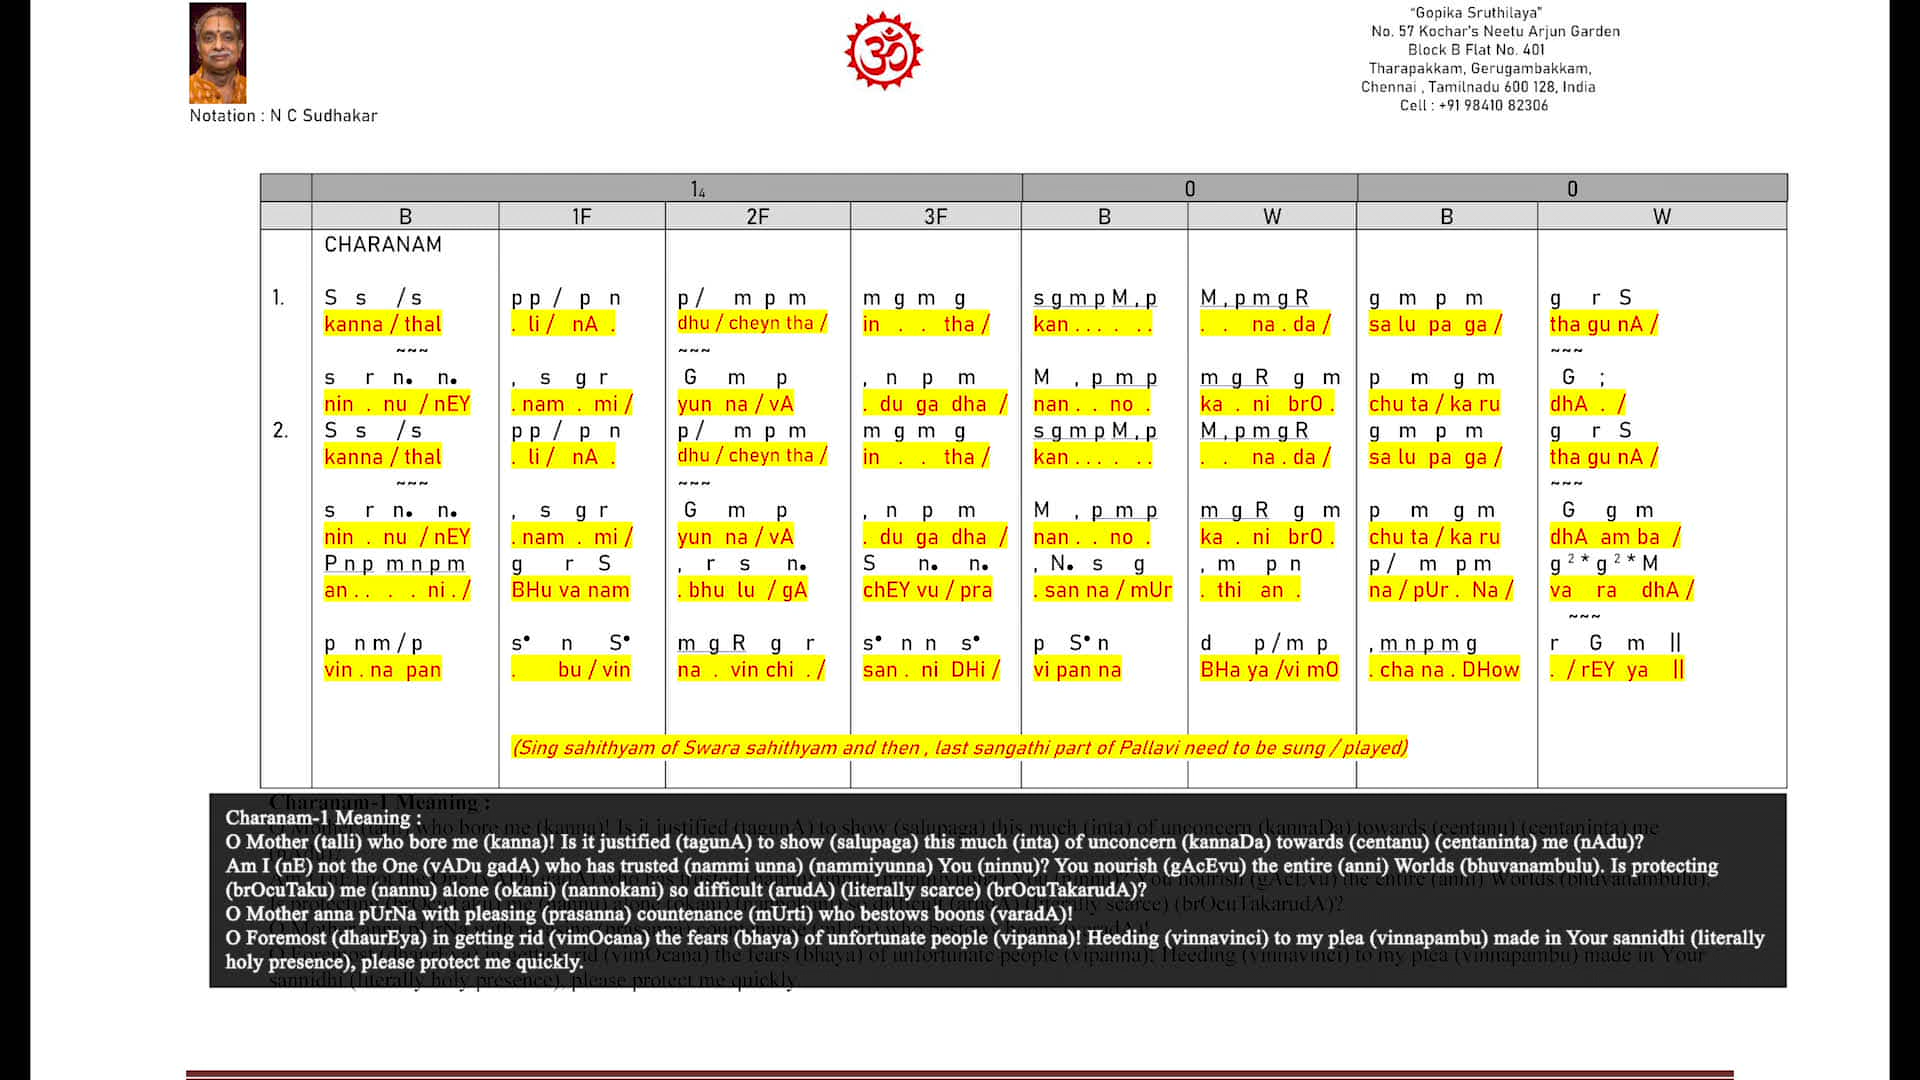 “Gopika Sruthilaya”
No. 57 Kochar's Neetu Arjun Garden
Block B Flat No. 401
Tharapakkam, Gerugambakkam,
Chennai , Tamilnadu 600 128, India
Cell : +91 98410 82306
ॐ
Notation : N C Sudhakar
1₄ 0 0
B 1F 2F 3F B W B W
CHARANAM
1. S s /s p p / p n p / m p m m g m g s g m p M , p M , p m g R g m p m g r S
kanna / thal . li / nA . dhu / cheyn tha / in . . tha / kan . . . . . . . . na . da / sa lu pa ga / tha gu nA /
~~~ ~~~ ~~~
s r n. n. , s g r G m p , n p m M , p m p m g R g m p m g m G ;
nin . nu / nEY . nam . mi / yun na / vA . du ga dha / nan . . no . ka . ni brO . chu ta / ka ru dhA . /
2. S s /s p p / p n p / m p m m g m g s g m p M , p M , p m g R g m p m g r S
kanna / thal . li / nA . dhu / cheyn tha / in . . tha / kan . . . . . . . . na . da / sa lu pa ga / tha gu nA /
~~~ ~~~ ~~~
s r n. n. , s g r G m p , n p m M , p m p m g R g m p m g m G g m
nin . nu / nEY . nam . mi / yun na / vA . du ga dha / nan . . no . ka . ni brO . chu ta / ka ru dhA am ba /
P n p m n p m g r S , r s n. S n. n. , N. s g , m p n p / m p m g ² * g ² * M
an . . . . ni . / BHu va nam . bhu lu / gA chEY vu / pra . san na / mUr . thi an . na / pUr . Na / va ra dhA /
~~~
p n m / p s• n S• m g R g r s• n n s• p S• n d p / m p , m n p m g r G m ||
vin . na pan . bu / vin na . vin chi . / san . ni DHi / vi pan na BHa ya /vi mO . cha na . DHow . / rEY ya ||
(Sing sahithyam of Swara sahithyam and then , last sangathi part of Pallavi need to be sung / played)
Charanam-1 Meaning :
O Mother (talli) who bore me (kanna)! Is it justified (tagunA) to show (salupaga) this much (inta) of unconcern (kannaDa) towards (centanu) (centaninta) me (nAdu)?
Am I (nE) not the One (vADu gadA) who has trusted (nammi unna) (nammiyunna) You (ninnu)? You nourish (gAcEvu) the entire (anni) Worlds (bhuvanambulu). Is protecting
(brOcuTaku) me (nannu) alone (okani) (nannokani) so difficult (arudA) (literally scarce) (brOcuTakarudA)?
O Mother anna pUrNa with pleasing (prasanna) countenance (mUrti) who bestows boons (varadA)!
O Foremost (dhaurEya) in getting rid (vimOcana) the fears (bhaya) of unfortunate people (vipanna)! Heeding (vinnavinci) to my plea (vinnapambu) made in Your sannidhi (literally
holy presence), please protect me quickly.